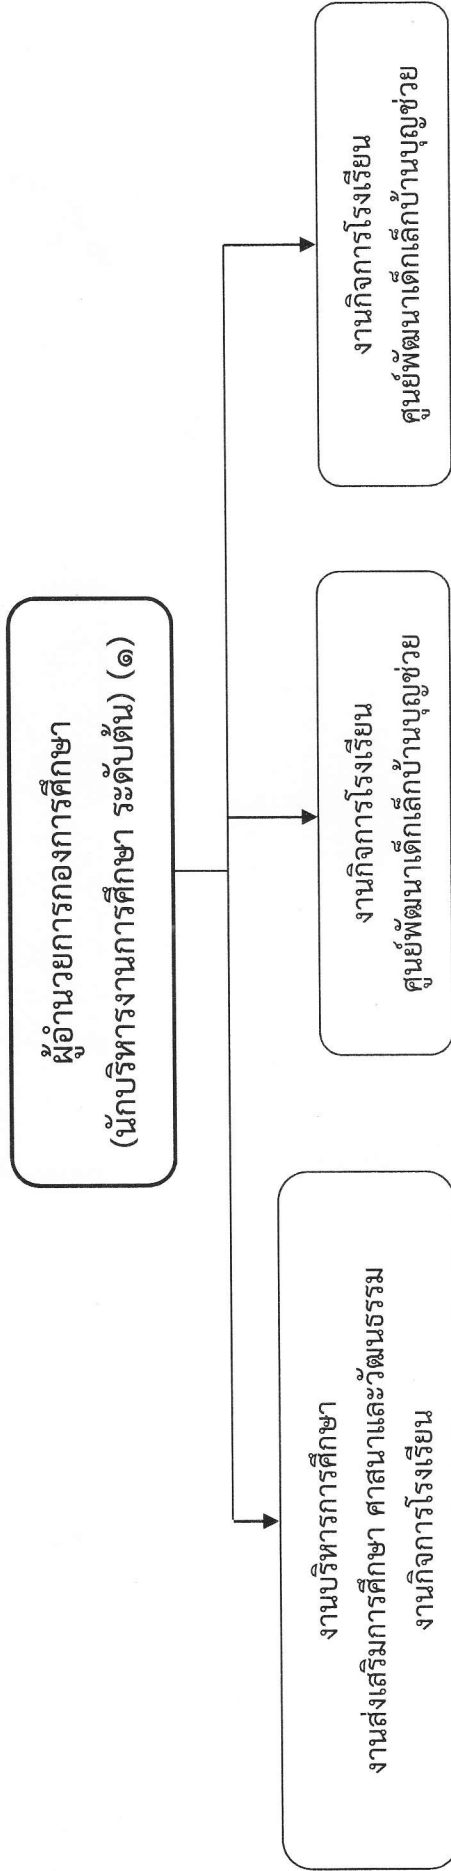 ผู้อำนวยการกองการศึกษา
(นักบริหารงานการศึกษา ระดับต้น) (๑)
งานบริหารการศึกษา
งานส่งเสริมการศึกษา ศาสนาและวัฒนธรรม
งานกิจการโรงเรียน
งานกิจการโรงเรียน
ศูนย์พัฒนาเด็กเล็กบ้านบุญช่วย
งานกิจการโรงเรียน
ศูนย์พัฒนาเด็กเล็กบ้านบุญช่วย